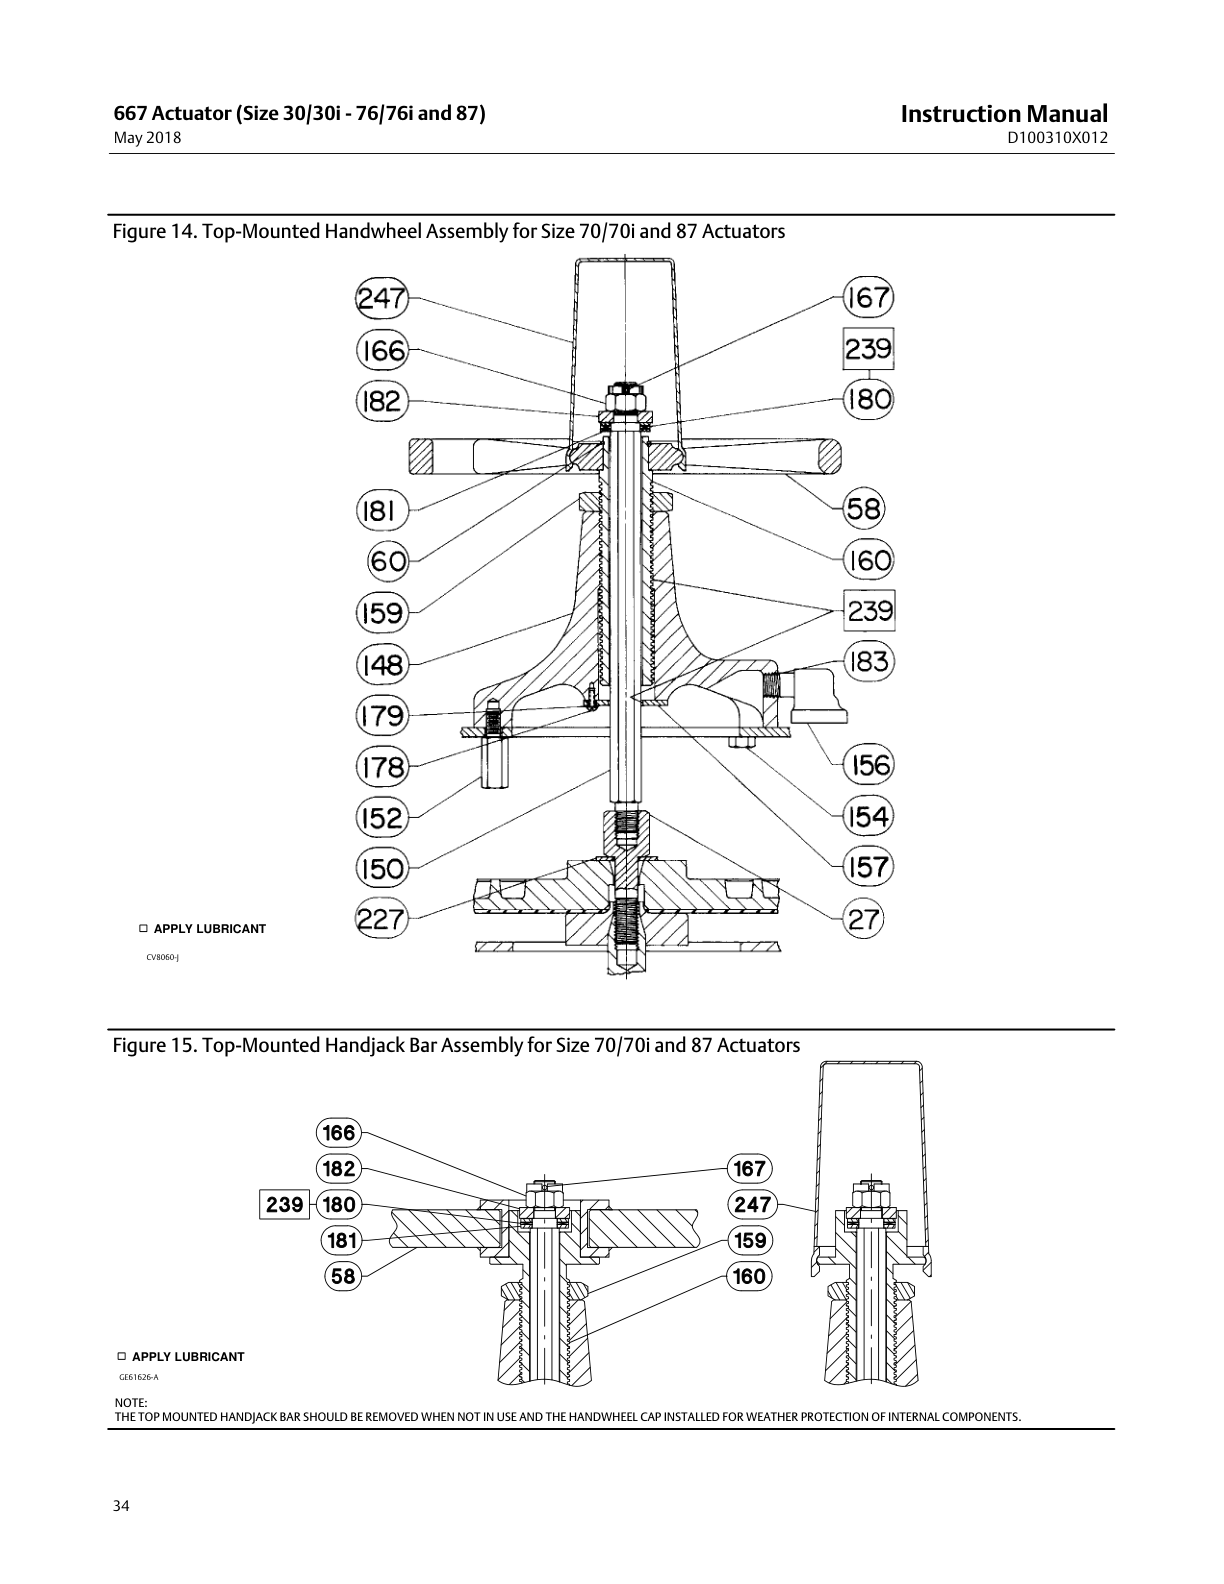 667 Actuator (Size 30/30i - 76/76i and 87)
May 2018
Instruction Manual
D100310X012
Figure 14. Top-Mounted Handwheel Assembly for Size 70/70i and 87 Actuators
247
166
182
181
60
159
148
179
178
152
150
227
167
239
180
58
160
239
183
156
154
157
27
□ APPLY LUBRICANT
CV8060-J
Figure 15. Top-Mounted Handjack Bar Assembly for Size 70/70i and 87 Actuators
166
182
239 180
181
58
167
247
159
160
□ APPLY LUBRICANT
GE61626-A
NOTE:
THE TOP MOUNTED HANDJACK BAR SHOULD BE REMOVED WHEN NOT IN USE AND THE HANDWHEEL CAP INSTALLED FOR WEATHER PROTECTION OF INTERNAL COMPONENTS.
34